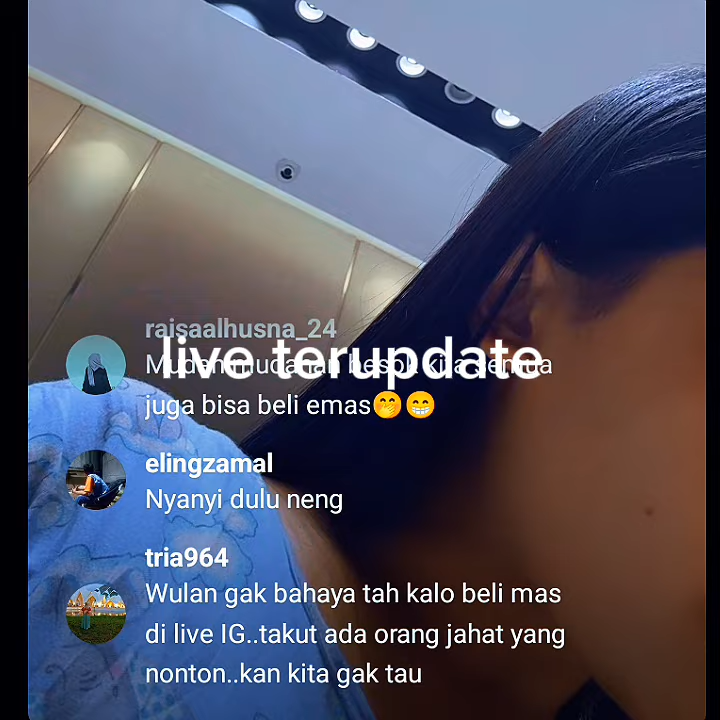 raisaalhusna_24
live terupdate
juga bisa beli emas🤭😁
elingzamal
Nyanyi dulu neng
tria964
Wulan gak bahaya tah kalo beli mas
di live IG..takut ada orang jahat yang
nonton..kan kita gak tau